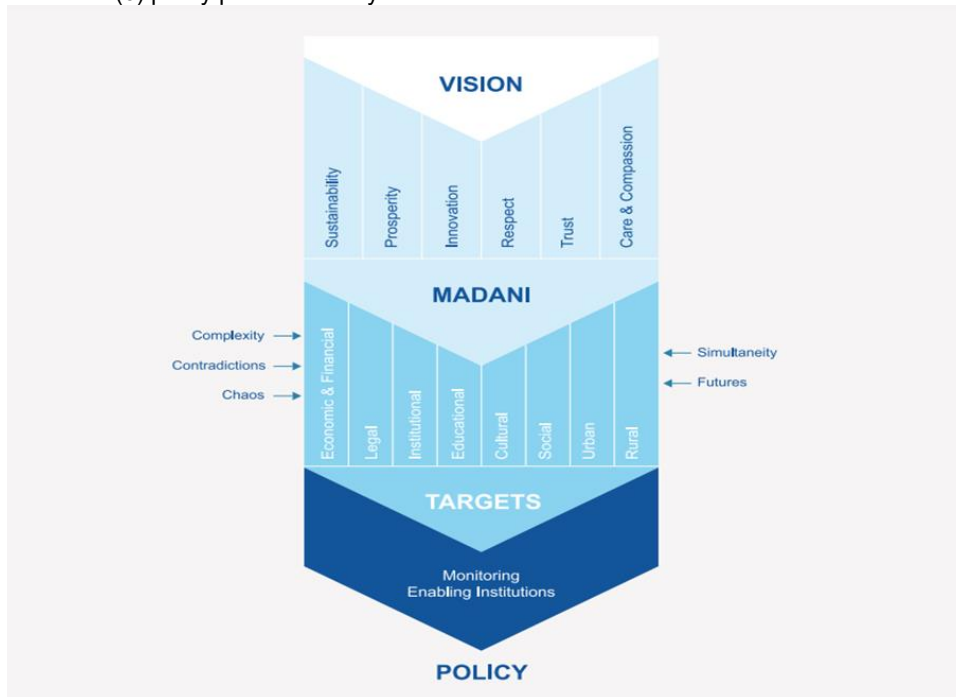 VISION
Sustainability
Prosperity
Innovation
Respect
Trust
Care & Compassion
MADANI
Complexity
Contradictions
Chaos
Simultaneity
Futures
Economic & Financial
Legal
Institutional
Educational
Cultural
Social
Urban
Rural
TARGETS
Monitoring
Enabling Institutions
POLICY